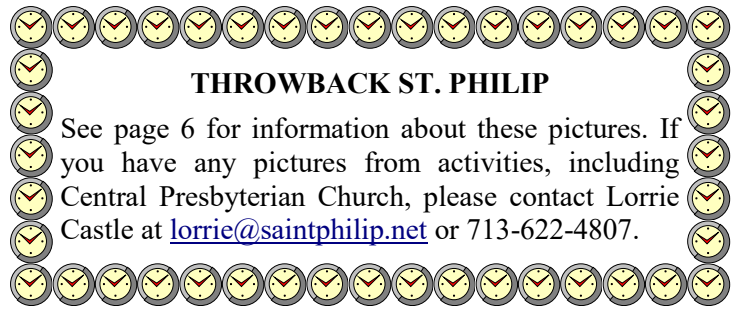 THROWBACK ST. PHILIP
See page 6 for information about these pictures. If
you have any pictures from activities, including
Central Presbyterian Church, please contact Lorrie
Castle at lorrie@saintphilip.net or 713-622-4807.